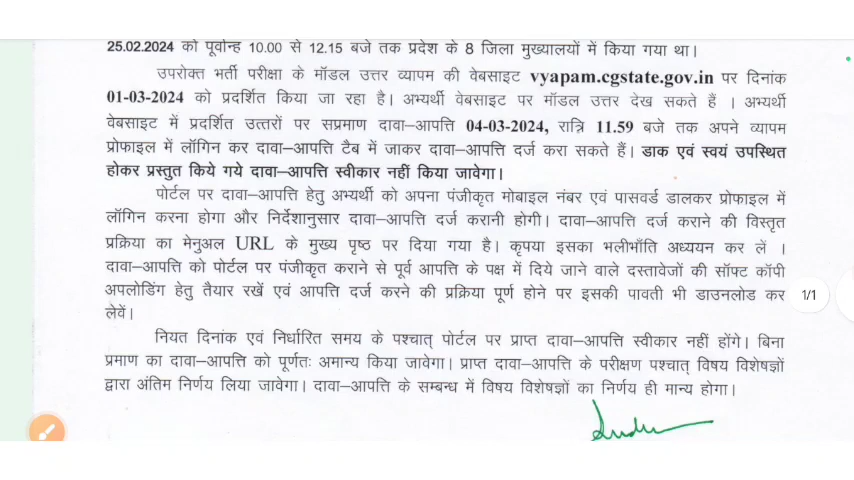 25.02.2024 को पूर्वान्ह 10.00 से 12.15 बजे तक प्रदेश के 8 जिला मुख्यालयों में किया गया था।
उपरोक्त भर्ती परीक्षा के मॉडल उत्तर व्यापम की वेबसाइट vyapam.cgstate.gov.in पर दिनांक
01-03-2024 को प्रदर्शित किया जा रहा है। अभ्यर्थी वेबसाइट पर मॉडल उत्तर देख सकते हैं । अभ्यर्थी
वेबसाइट में प्रदर्शित उत्तरों पर सप्रमाण दावा–आपत्ति 04-03-2024, रात्रि 11.59 बजे तक अपने व्यापम
प्रोफाइल में लॉगिन कर दावा–आपत्ति टैब में जाकर दावा–आपत्ति दर्ज करा सकते हैं। डाक एवं स्वयं उपस्थित
होकर प्रस्तुत किये गये दावा–आपत्ति स्वीकार नहीं किया जावेगा।
पोर्टल पर दावा–आपत्ति हेतु अभ्यर्थी को अपना पंजीकृत मोबाइल नंबर एवं पासवर्ड डालकर प्रोफाइल में
लॉगिन करना होगा और निर्देशानुसार दावा–आपत्ति दर्ज करानी होगी। दावा–आपत्ति दर्ज कराने की विस्तृत
प्रक्रिया का मेनुअल URL के मुख्य पृष्ठ पर दिया गया है। कृपया इसका भलीभाँति अध्ययन कर लें ।
दावा–आपत्ति को पोर्टल पर पंजीकृत कराने से पूर्व आपत्ति के पक्ष में दिये जाने वाले दस्तावेजों की सॉफ्ट कॉपी
अपलोडिंग हेतु तैयार रखें एवं आपत्ति दर्ज करने की प्रक्रिया पूर्ण होने पर इसकी पावती भी डाउनलोड कर
लेवें।
1/1
नियत दिनांक एवं निर्धारित समय के पश्चात् पोर्टल पर प्राप्त दावा–आपत्ति स्वीकार नहीं होंगे। बिना
प्रमाण का दावा–आपत्ति को पूर्णतः अमान्य किया जावेगा। प्राप्त दावा–आपत्ति के परीक्षण पश्चात् विषय विशेषज्ञों
द्वारा अंतिम निर्णय लिया जावेगा। दावा–आपत्ति के सम्बन्ध में विषय विशेषज्ञों का निर्णय ही मान्य होगा।